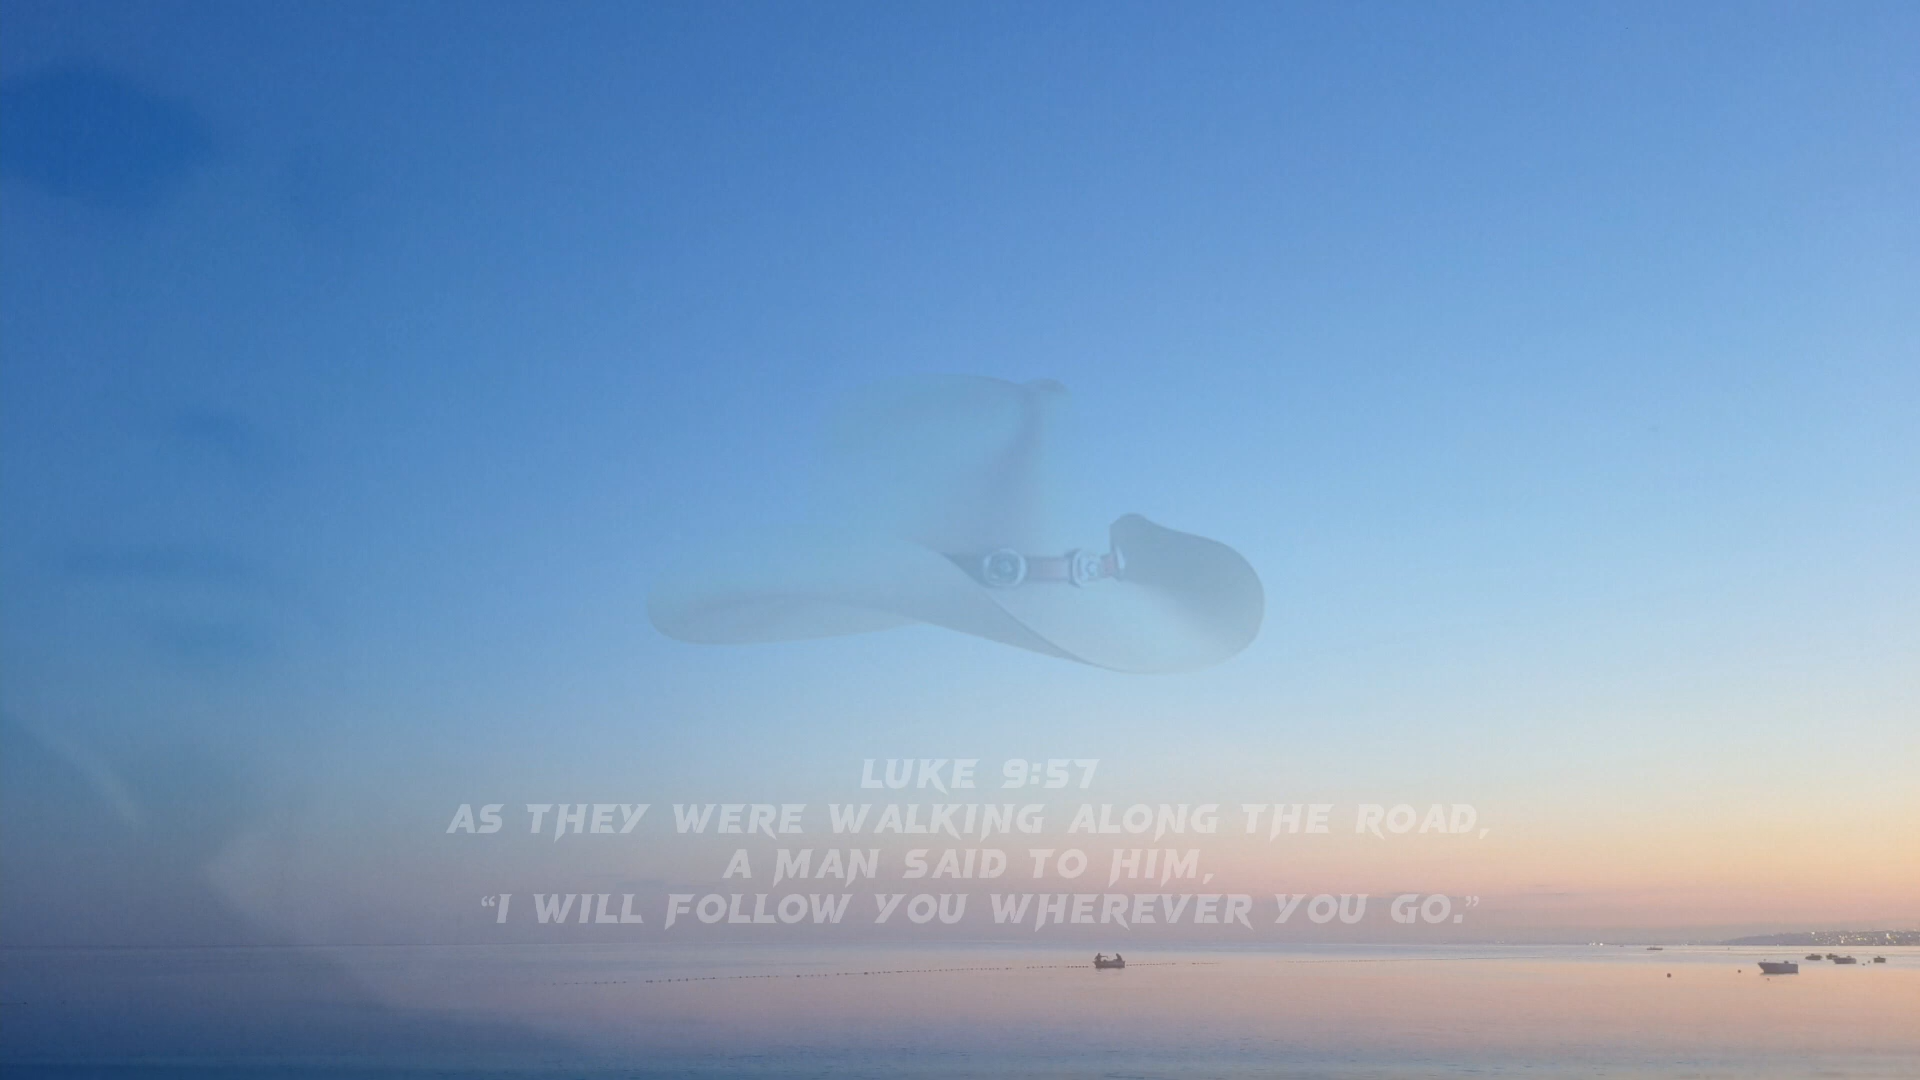 LUKE 9:57
AS THEY WERE WALKING ALONG THE ROAD,
A MAN SAID TO HIM,
“I WILL FOLLOW YOU WHEREVER YOU GO.”